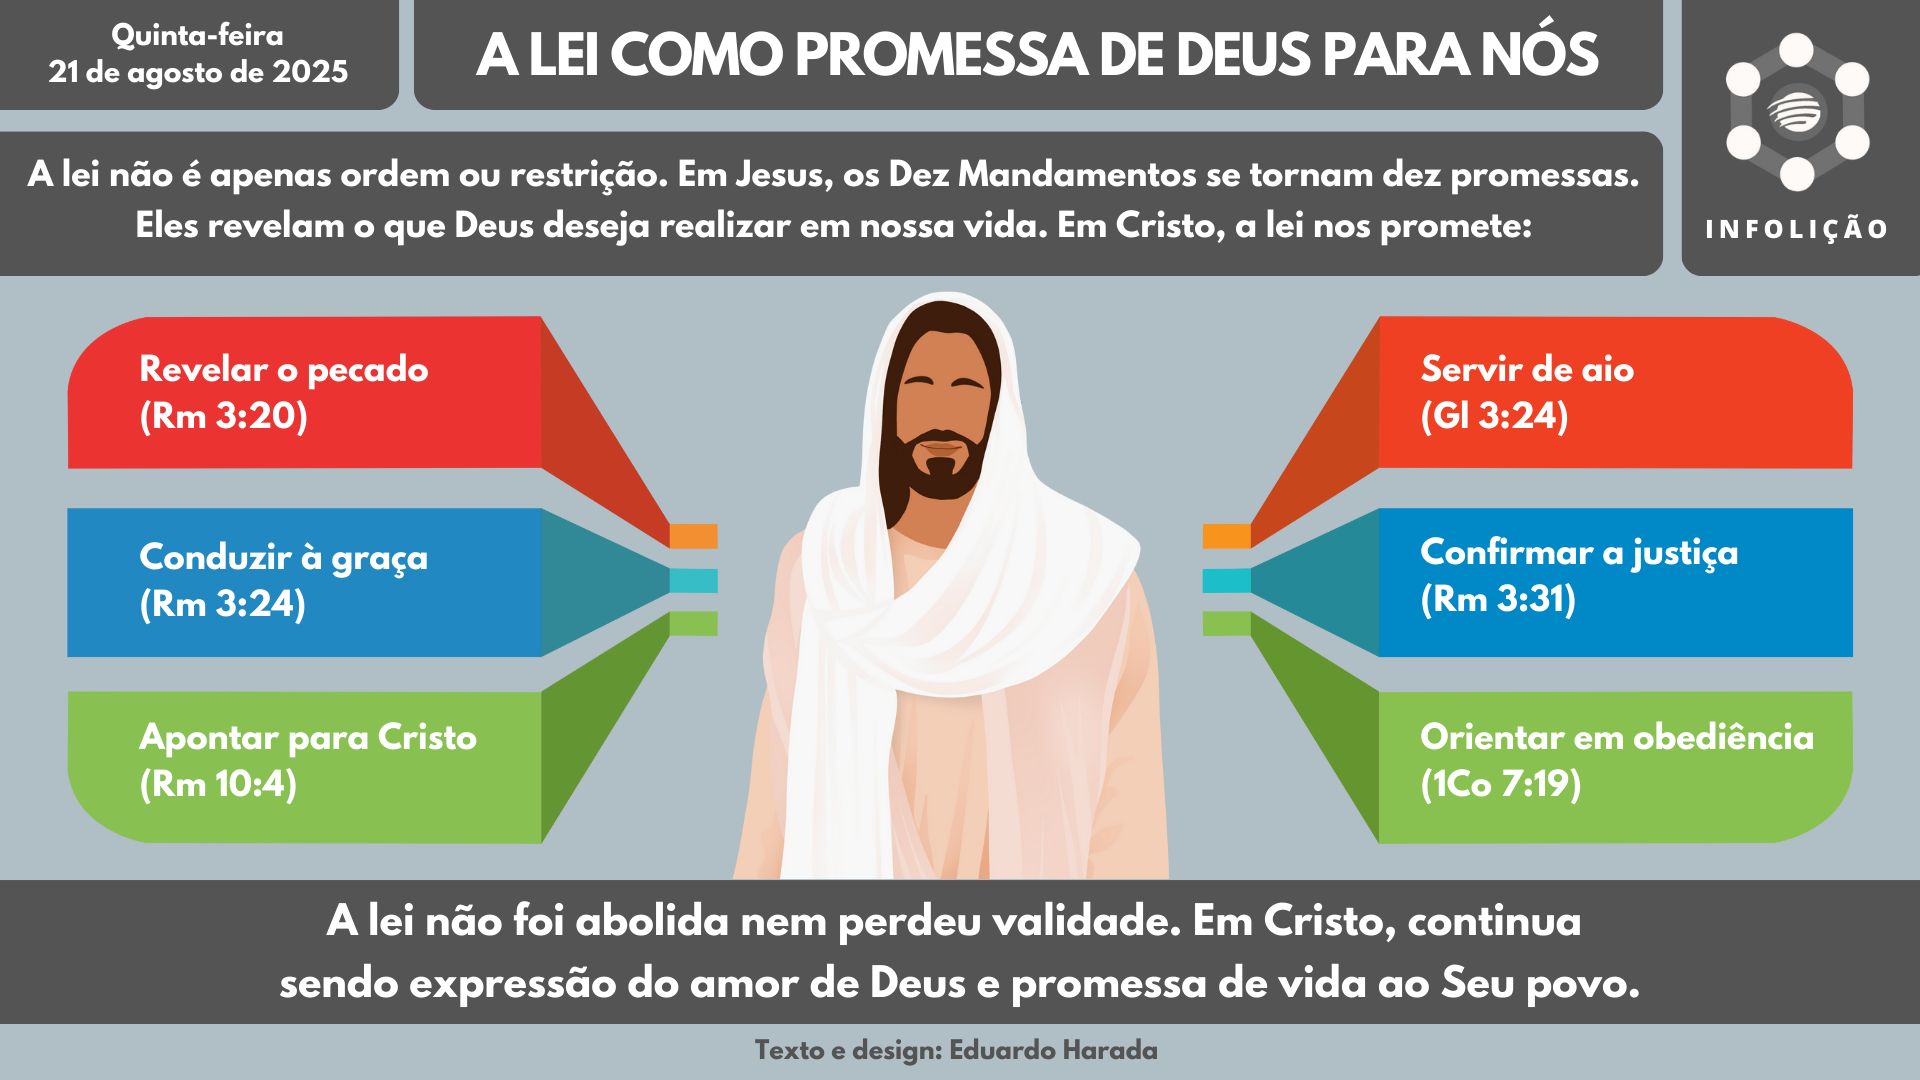 Quinta-feira
21 de agosto de 2025
A LEI COMO PROMESSA DE DEUS PARA NÓS
INFOLIÇÃO
A lei não é apenas ordem ou restrição. Em Jesus, os Dez Mandamentos se tornam dez promessas.
Eles revelam o que Deus deseja realizar em nossa vida. Em Cristo, a lei nos promete:
Revelar o pecado
(Rm 3:20)
Conduzir à graça
(Rm 3:24)
Apontar para Cristo
(Rm 10:4)
Servir de aio
(Gl 3:24)
Confirmar a justiça
(Rm 3:31)
Orientar em obediência
(1Co 7:19)
A lei não foi abolida nem perdeu validade. Em Cristo, continua
sendo expressão do amor de Deus e promessa de vida ao Seu povo.
Texto e design: Eduardo Harada